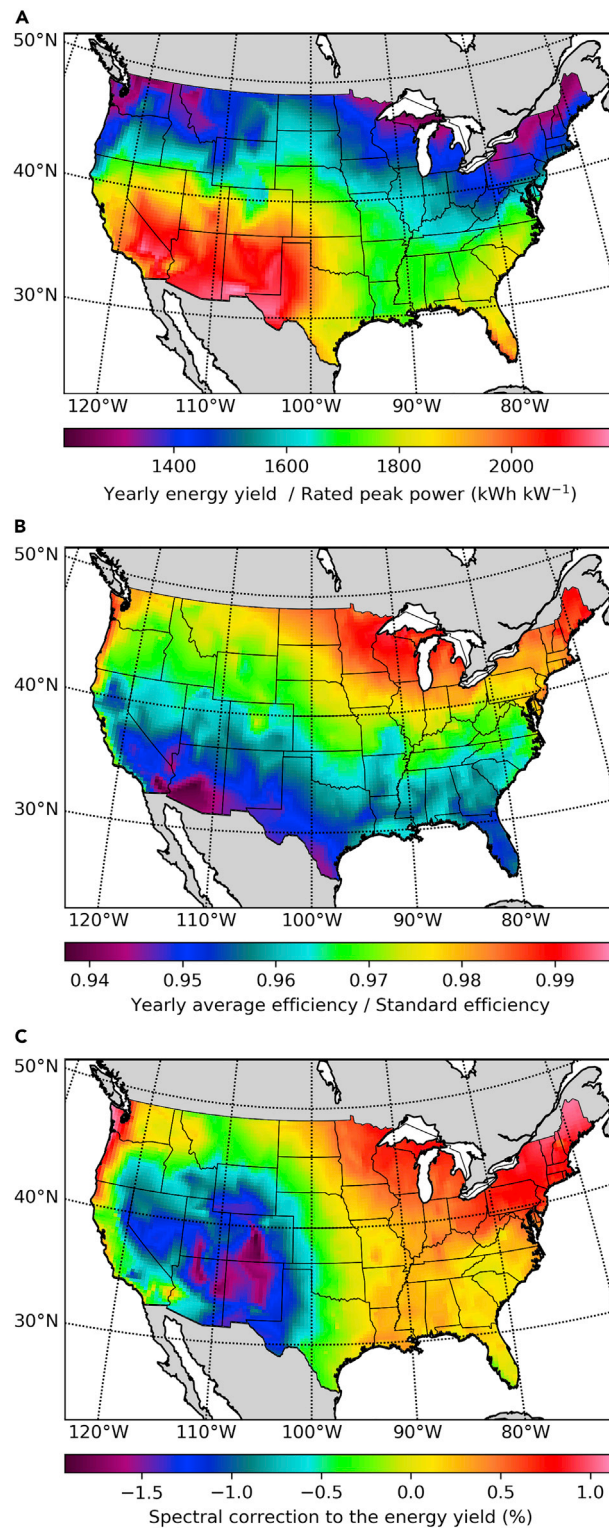 A
50°N
40°N
30°N
120°W 110°W 100°W 90°W 80°W
1400 1600 1800 2000
Yearly energy yield / Rated peak power (kWh kW⁻¹)
B
50°N
40°N
30°N
120°W 110°W 100°W 90°W 80°W
0.94 0.95 0.96 0.97 0.98 0.99
Yearly average efficiency / Standard efficiency
C
50°N
40°N
30°N
120°W 110°W 100°W 90°W 80°W
−1.5 −1.0 −0.5 0.0 0.5 1.0
Spectral correction to the energy yield (%)